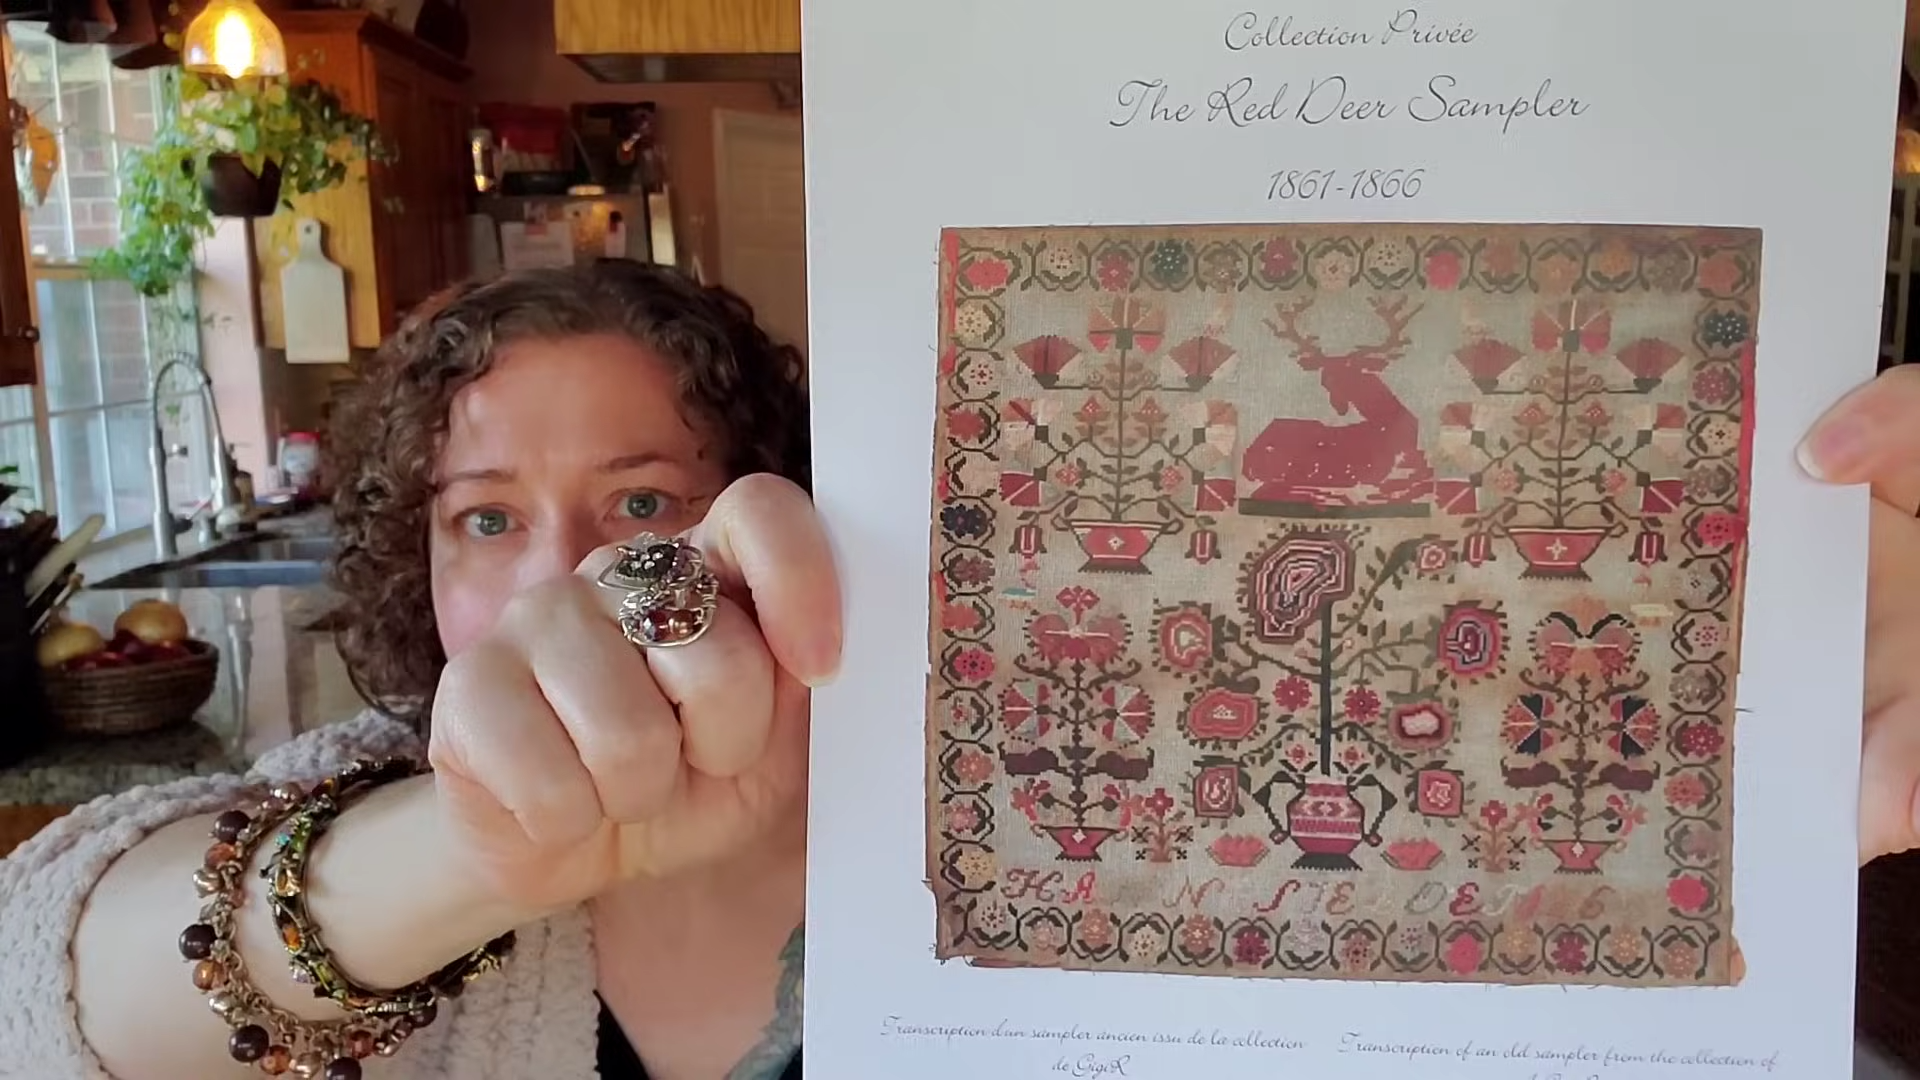 Collection Privée
The Red Deer Sampler
1861-1866
HA
Transcription d'un sampler ancien issu de la collection
de GigiR
Transcription of an old sampler from the collection of